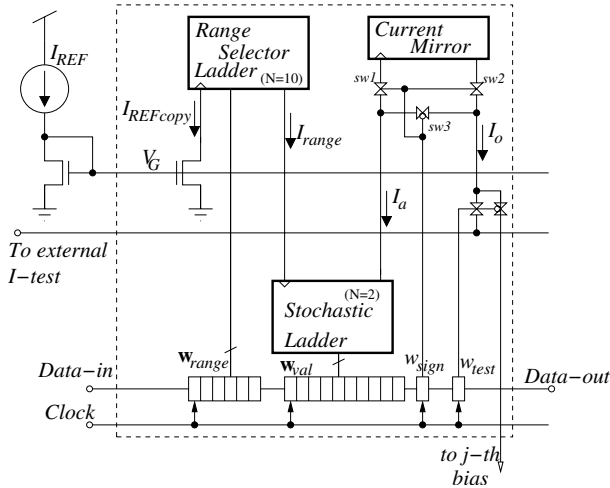 I_REF
Range
Selector
Ladder (N=10)
Current
Mirror
sw1
sw2
sw3
I_REFcopy
I_range
I_o
V_G
I_a
To external
I-test
(N=2)
Stochastic
Ladder
w_range
w_val
w_sign
w_test
Data-in
Data-out
Clock
to j-th
bias